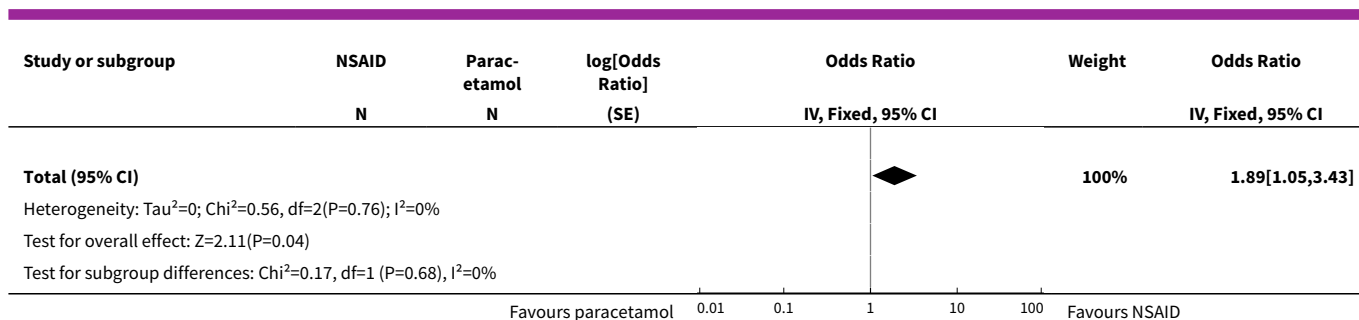 Study or subgroup NSAID Parac- log[Odds Odds Ratio Weight Odds Ratio
etamol Ratio]
N N (SE) IV, Fixed, 95% CI IV, Fixed, 95% CI
Total (95% CI) 100% 1.89[1.05,3.43]
Heterogeneity: Tau²=0; Chi²=0.56, df=2(P=0.76); I²=0%
Test for overall effect: Z=2.11(P=0.04)
Test for subgroup differences: Chi²=0.17, df=1 (P=0.68), I²=0%
Favours paracetamol 0.01 0.1 1 10 100 Favours NSAID